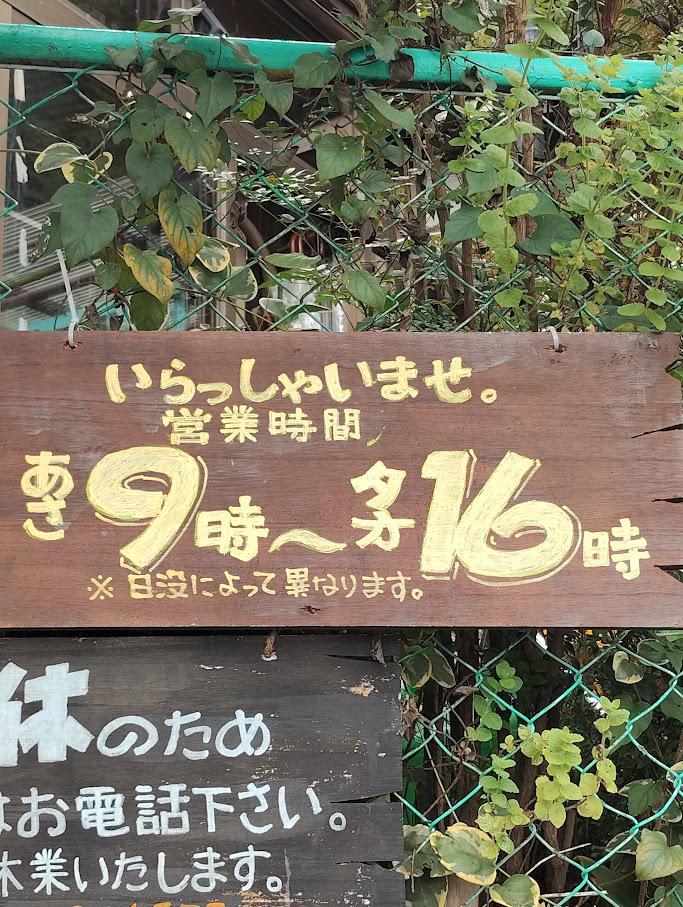 いらっしゃいませ。
営業時間
あさ9時〜夕方16時
※日没によって異なります。
休のため
はお電話下さい。
休業いたします。